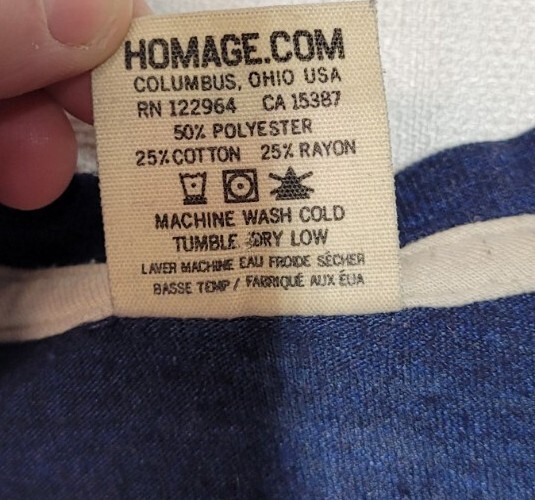 HOMAGE.COM
COLUMBUS, OHIO USA
RN 122964 CA 15387
50% POLYESTER
25% COTTON 25% RAYON
MACHINE WASH COLD
TUMBLE DRY LOW
LAVER MACHINE EAU FROIDE SÉCHER
BASSE TEMP / FABRIQUÉ AUX ÉUA